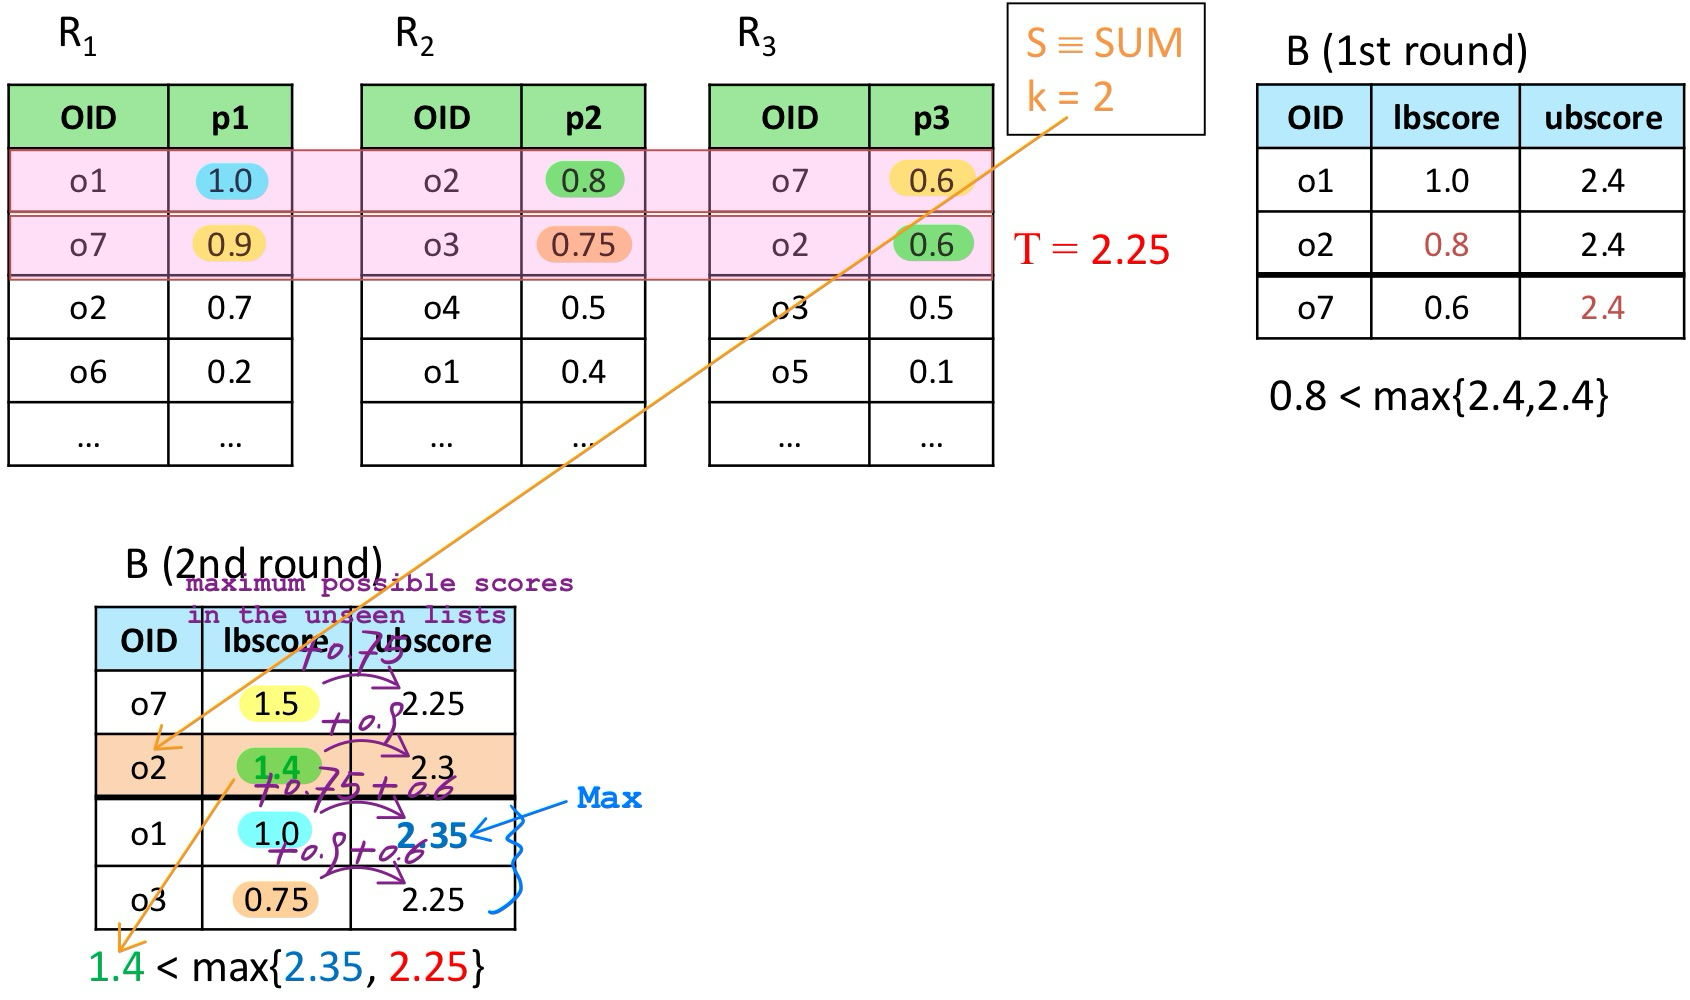 R1
OID p1
o1 1.0
o7 0.9
o2 0.7
o6 0.2
... ...
R2
OID p2
o2 0.8
o3 0.75
o4 0.5
o1 0.4
... ...
R3
OID p3
o7 0.6
o2 0.6
o3 0.5
o5 0.1
... ...
S ≡ SUM
k = 2
T = 2.25
B (1st round)
OID lbscore ubscore
o1 1.0 2.4
o2 0.8 2.4
o7 0.6 2.4
0.8 < max{2.4,2.4}
B (2nd round)
maximum possible scores
in the unseen lists
OID lbscore ubscore
+0.75
o7 1.5 2.25
+0.9
o2 1.4 2.3
+0.75+0.6
o1 1.0 2.35
Max
+0.9+0.6
o3 0.75 2.25
1.4 < max{2.35, 2.25}